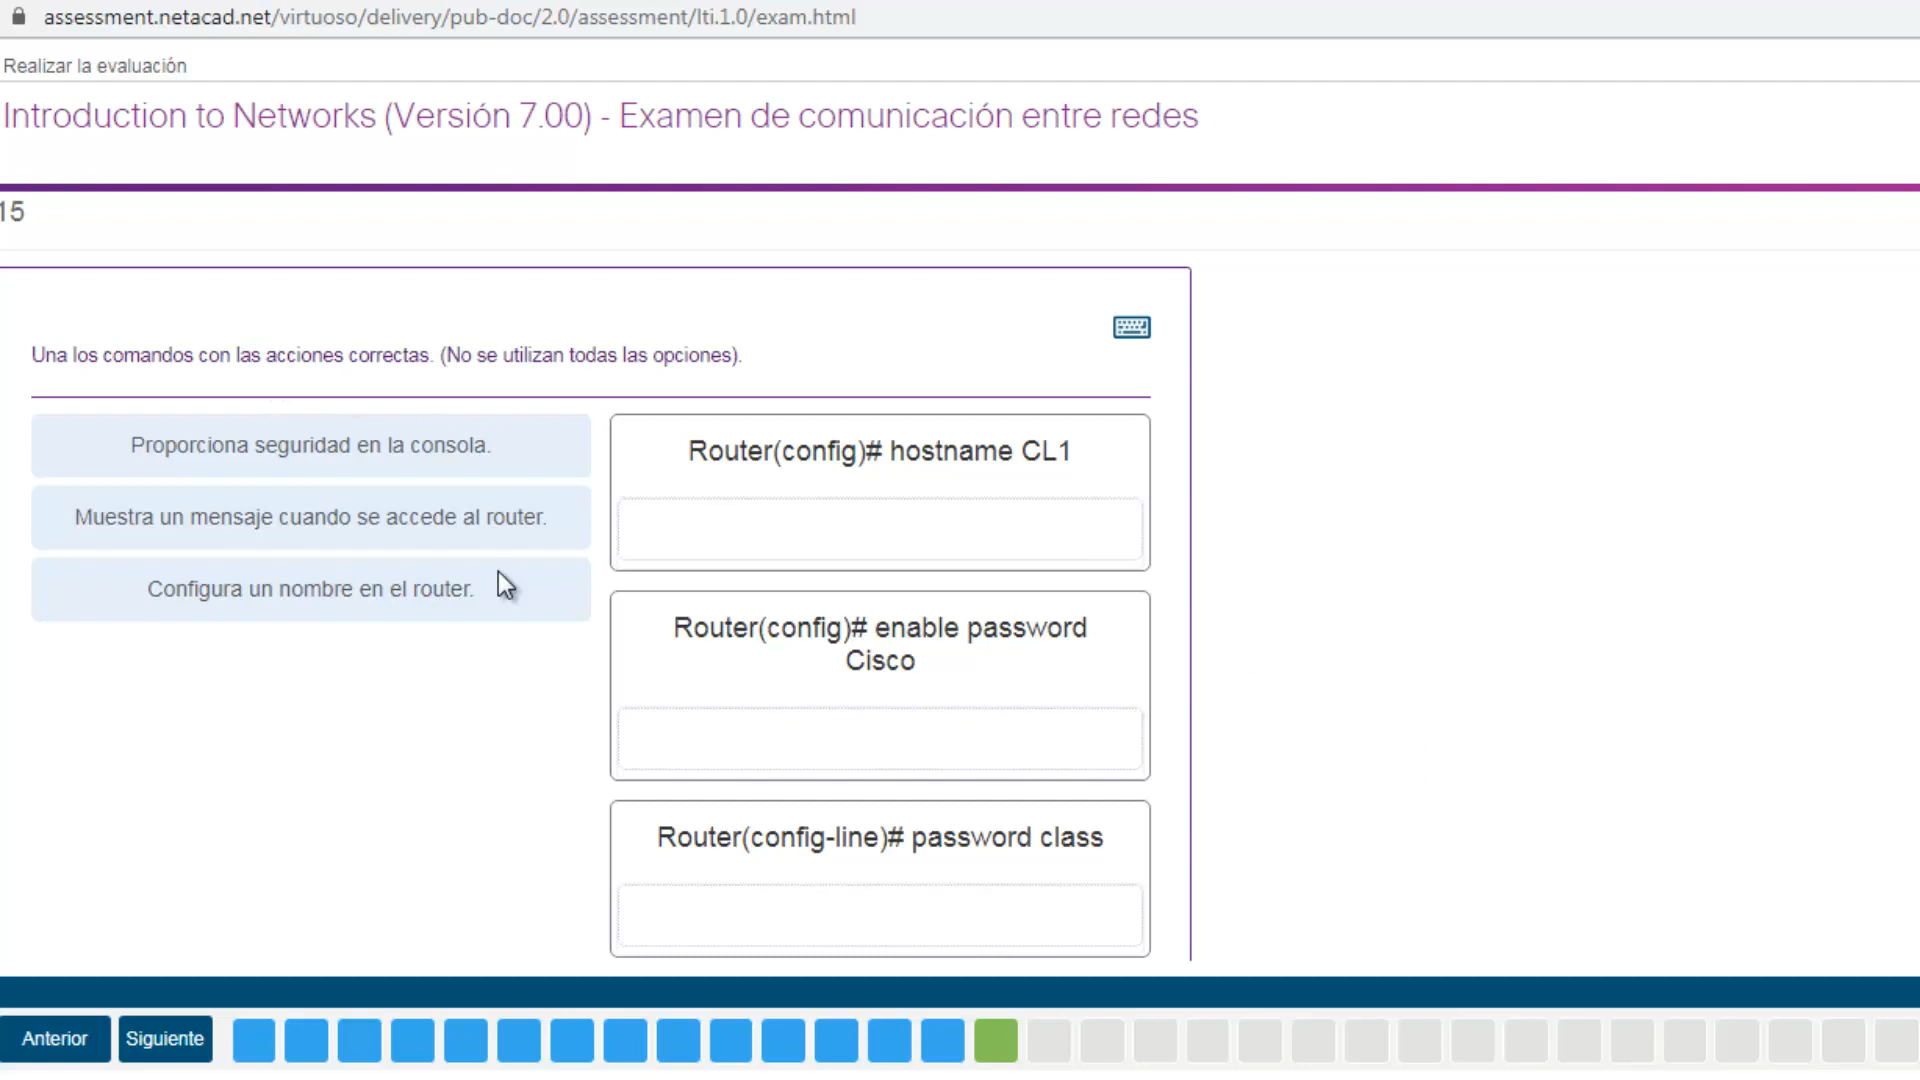 assessment.netacad.net/virtuoso/delivery/pub-doc/2.0/assessment/lti.1.0/exam.html
Realizar la evaluación
Introduction to Networks (Versión 7.00) - Examen de comunicación entre redes
15
Una los comandos con las acciones correctas. (No se utilizan todas las opciones).
Proporciona seguridad en la consola.
Muestra un mensaje cuando se accede al router.
Configura un nombre en el router.
Router(config)# hostname CL1
Router(config)# enable password
Cisco
Router(config-line)# password class
Anterior
Siguiente